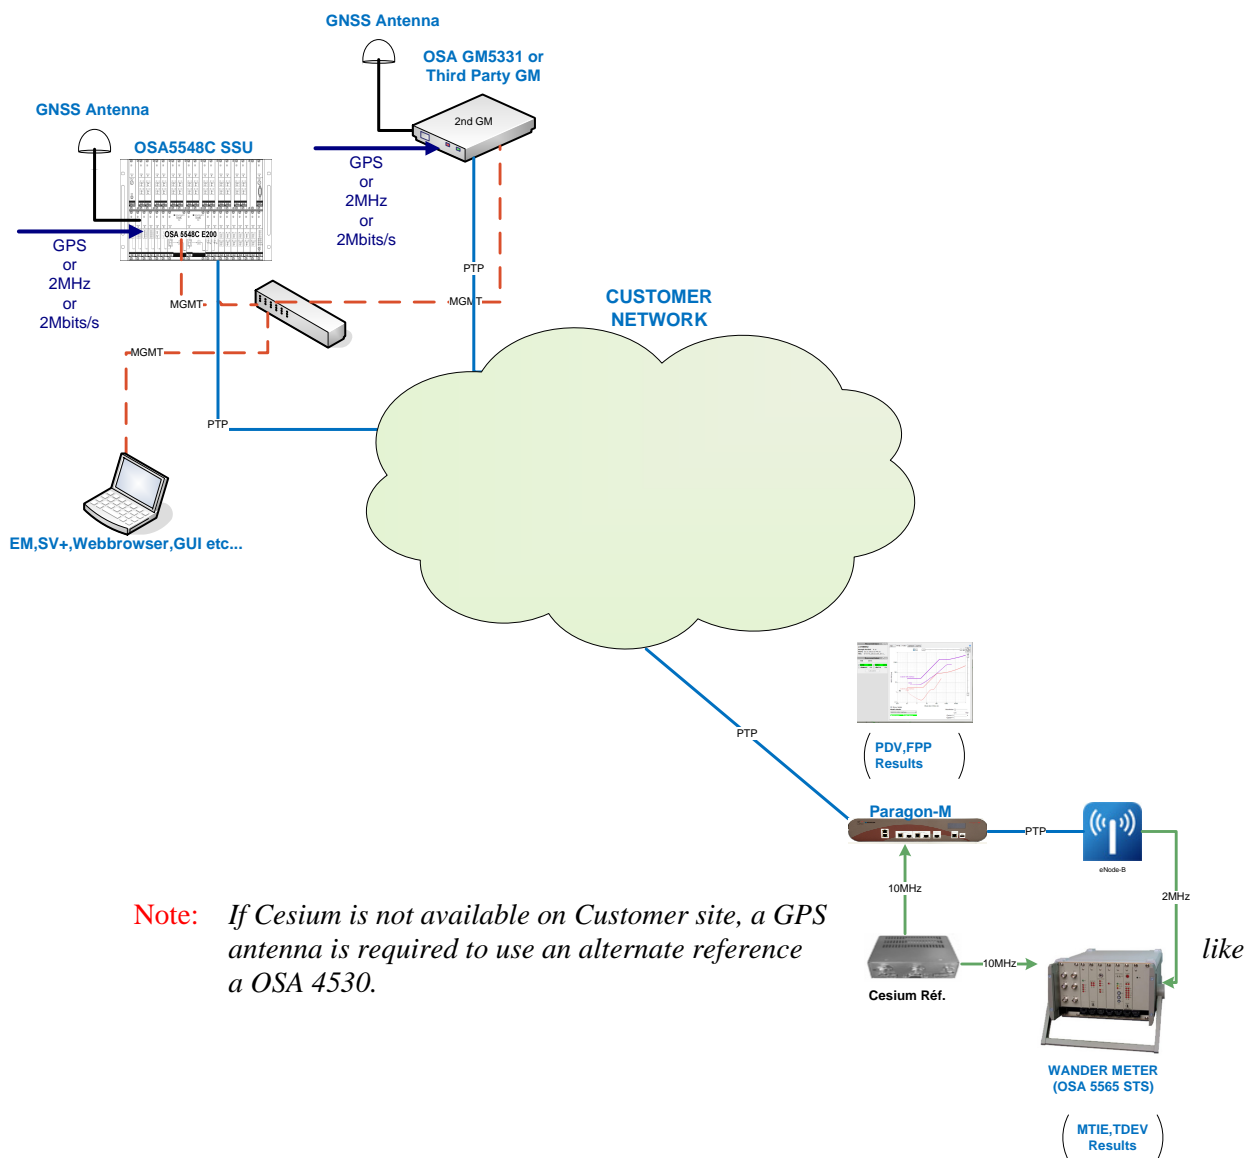 GNSS Antenna
OSA GM5331 or
Third Party GM
2nd GM
GNSS Antenna
OSA5548C SSU
OSA 5548C E200
GPS
or
2MHz
or
2Mbits/s
GPS
or
2MHz
or
2Mbits/s
PTP
MGMT
MGMT
MGMT
PTP
CUSTOMER
NETWORK
EM,SV+,Webbrowser,GUI etc...
PTP
PDV,FPP
Results
Paragon-M
PTP
eNode-B
10MHz
2MHz
Note: If Cesium is not available on Customer site, a GPS
antenna is required to use an alternate reference like
a OSA 4530.
10MHz
Cesium Réf.
WANDER METER
(OSA 5565 STS)
MTIE,TDEV
Results